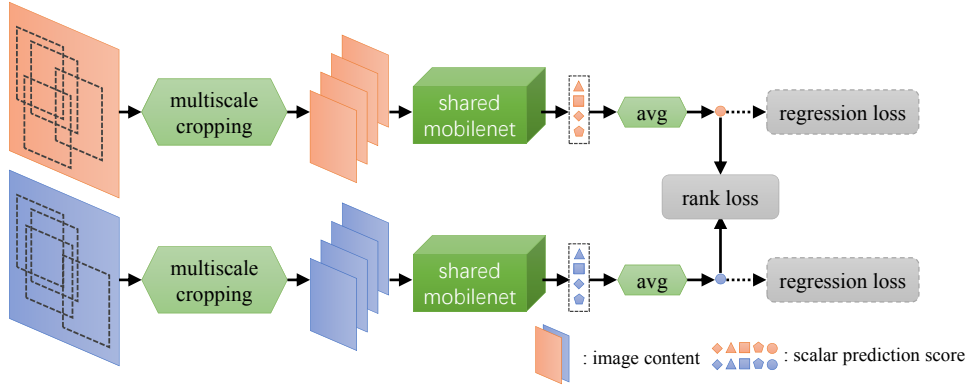 multiscale
cropping
shared
mobilenet
avg
regression loss
rank loss
multiscale
cropping
shared
mobilenet
avg
regression loss
: image content
: scalar prediction score